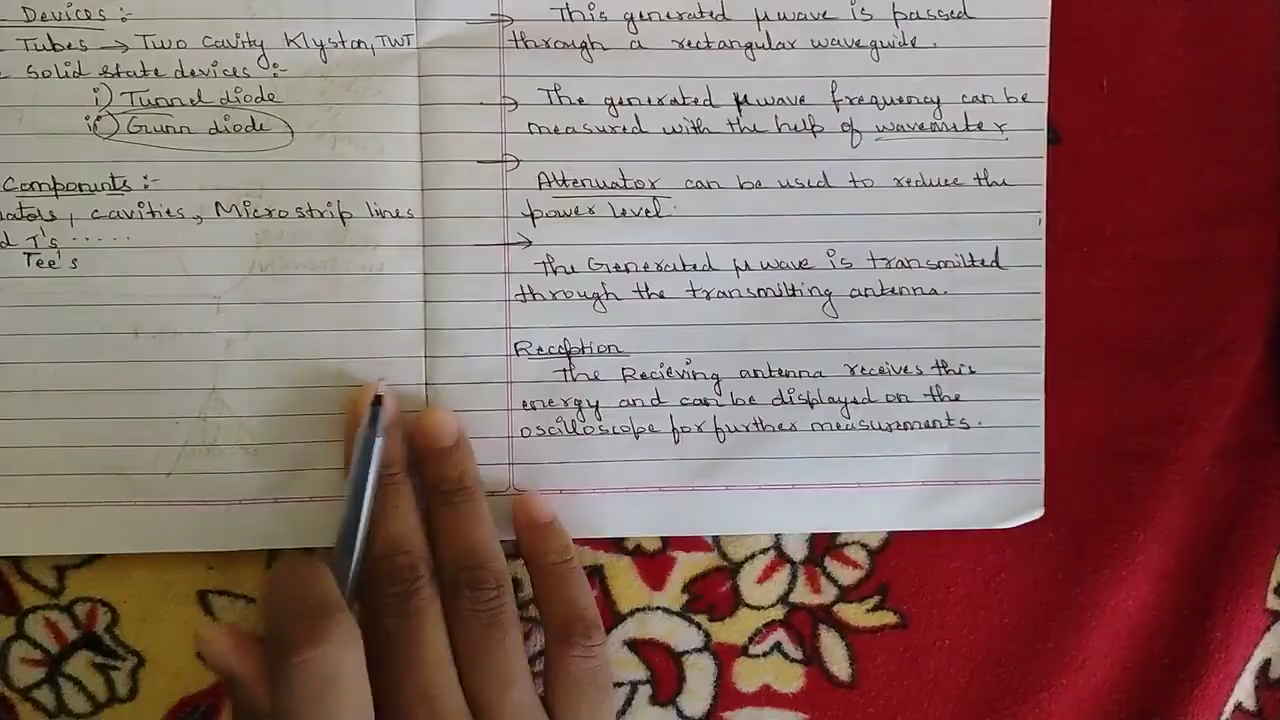 Devices :-
Tubes → Two cavity Klyston, TWT
Solid state devices :-
i) Tunnel diode
ii) Gunn diode
Components :-
ators, cavities, Microstrip lines
d T's .....
Tee's
→ This generated μwave is passed
through a rectangular waveguide.
→ The generated μwave frequency can be
measured with the help of wavemeter
→
Attenuator can be used to reduce the
power level.
→
The Generated μwave is transmitted
through the transmitting antenna.
Reception
The Recieving antenna receives this
energy and can be displayed on the
oscilloscope for further measurements.